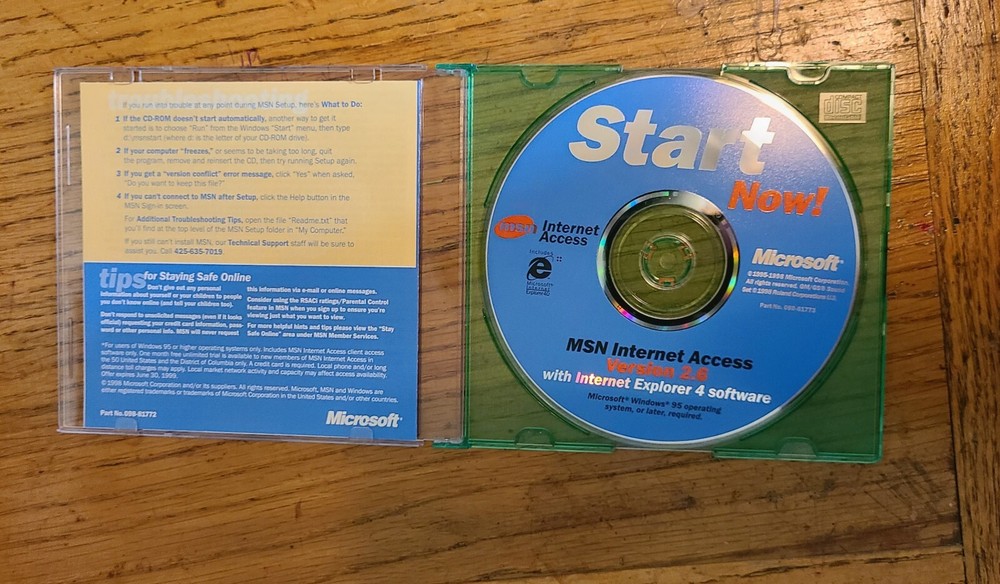 Troubleshooting
If you run into trouble at any point during MSN Setup, here's What to Do:
1 If the CD-ROM doesn't start automatically, another way to get it
started is to choose "Run" from the Windows "Start" menu, then type
d:\msnstart (where d: is the letter of your CD-ROM drive).
2 If your computer "freezes," or seems to be taking too long, quit
the program, remove and reinsert the CD, then try running Setup again.
3 If you get a "version conflict" error message, click "Yes" when asked,
"Do you want to keep this file?"
4 If you can't connect to MSN after Setup, click the Help button in the
MSN Sign-in screen.
For Additional Troubleshooting Tips, open the file "Readme.txt" that
you'll find at the top level of the MSN Setup folder in "My Computer."
If you still can't install MSN, our Technical Support staff will be sure to
assist you. Call 425-635-7019
tips for Staying Safe Online
Don't give out any personal
information about yourself or your children to people
you don't know online (and tell your children too).
Don't respond to unsolicited messages (even if it looks
official) requesting your credit card information, pass-
word or other personal info. MSN will never request
this information via e-mail or online messages.
Consider using the RSACi ratings/Parental Control
feature in MSN when you sign up to ensure you're
viewing just what you want to view.
For more helpful hints and tips please view the "Stay
Safe Online" area under MSN Member Services.
*For users of Windows 95 or higher operating systems only. Includes MSN Internet Access client access
software only. One month free unlimited trial is available to new members of MSN Internet Access in
the 50 United States and the District of Columbia only. A credit card is required. Local phone and/or long
distance toll charges may apply. Local market network activity and capacity may affect access availability.
Offer expires June 30, 1999.
© 1998 Microsoft Corporation and/or its suppliers. All rights reserved. Microsoft, MSN and Windows are
either registered trademarks or trademarks of Microsoft Corporation in the United States and/or other countries.
Part No. 098-81772
Microsoft
disc
Start
Now!
msn Internet
Access
Includes
Microsoft
Internet
Explorer 4.0
Microsoft
©1995-1998 Microsoft Corporation.
All rights reserved. GM/GS® Sound
Set ©1996 Roland Corporation U.S.
Part No. 098-81773
MSN Internet Access
Version 2.6
with Internet Explorer 4 software
Microsoft® Windows® 95 operating
system, or later, required.